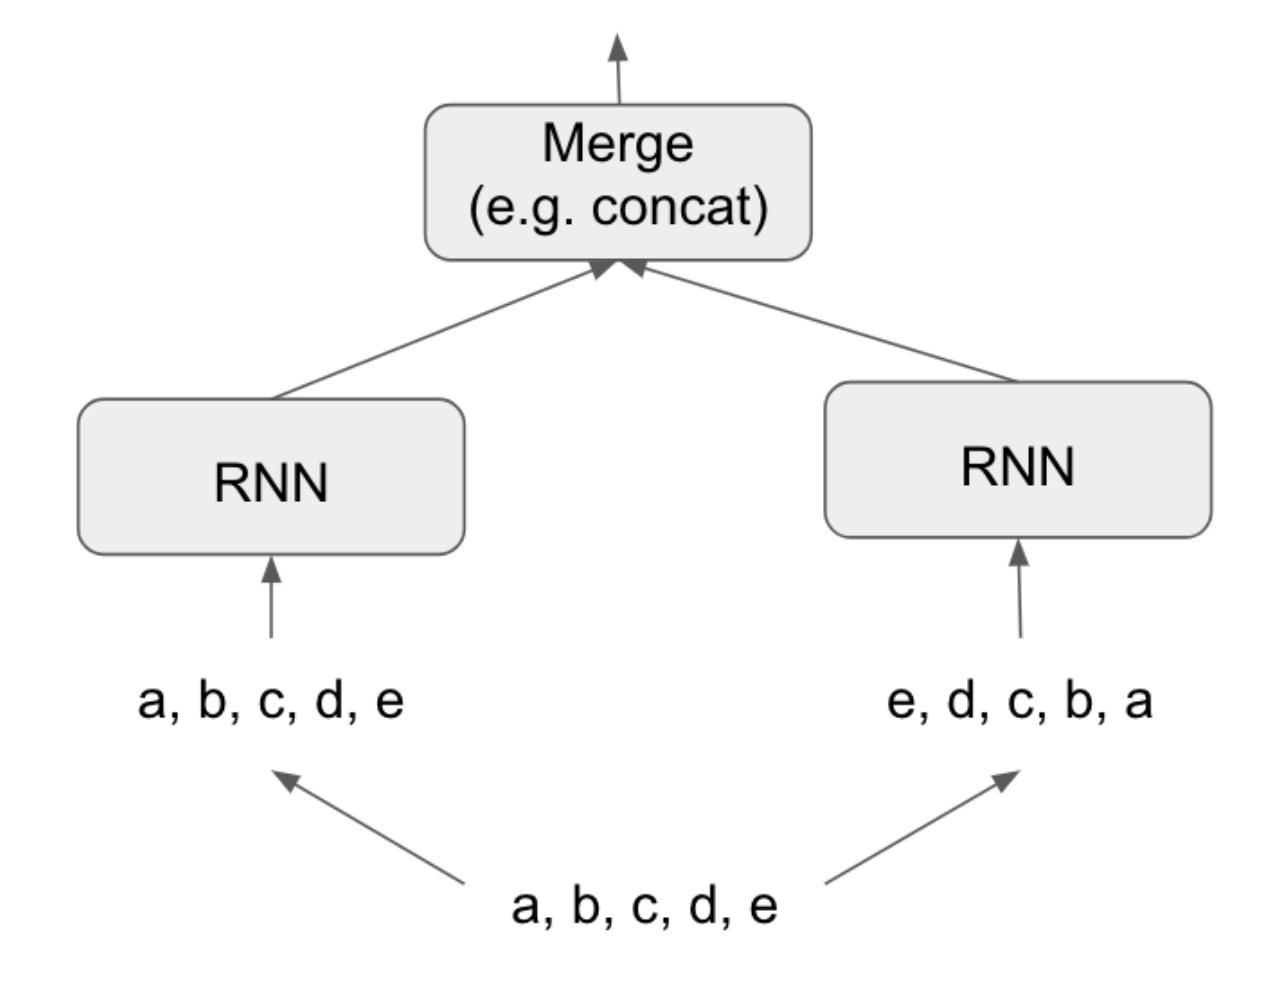 Merge
(e.g. concat)
RNN
RNN
a, b, c, d, e
e, d, c, b, a
a, b, c, d, e